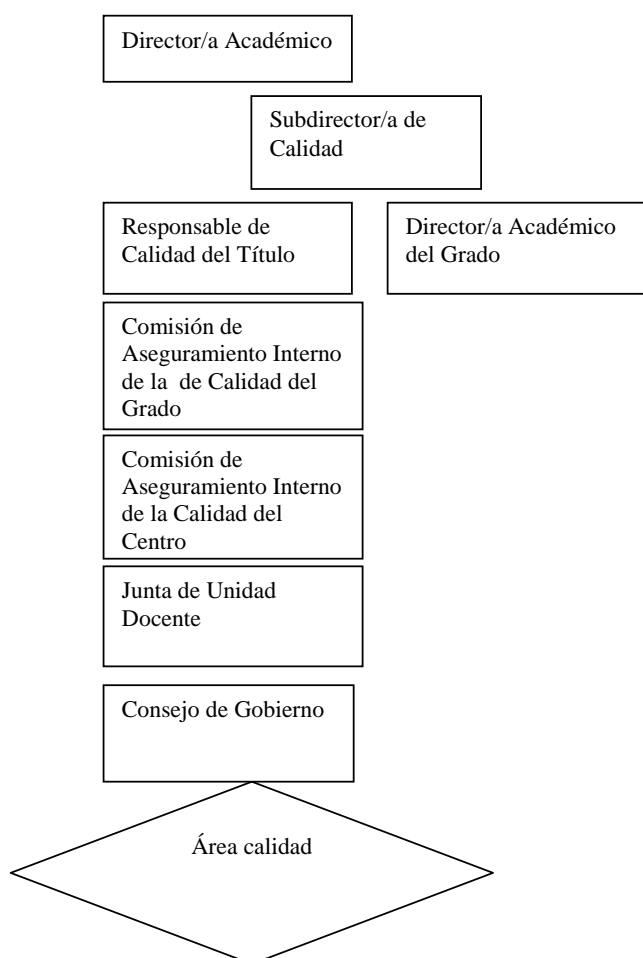 Director/a Académico
Subdirector/a de
Calidad
Responsable de
Calidad del Título
Director/a Académico
del Grado
Comisión de
Aseguramiento Interno
de la  de Calidad del
Grado
Comisión de
Aseguramiento Interno
de la Calidad del
Centro
Junta de Unidad
Docente
Consejo de Gobierno
Área calidad